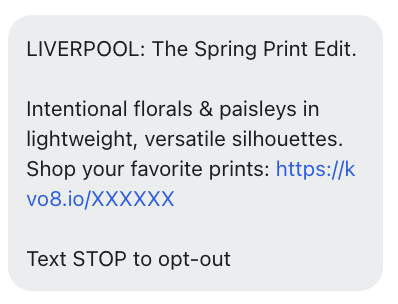 LIVERPOOL: The Spring Print Edit.
Intentional florals & paisleys in
lightweight, versatile silhouettes.
Shop your favorite prints: https://k
vo8.io/XXXXXX
Text STOP to opt-out